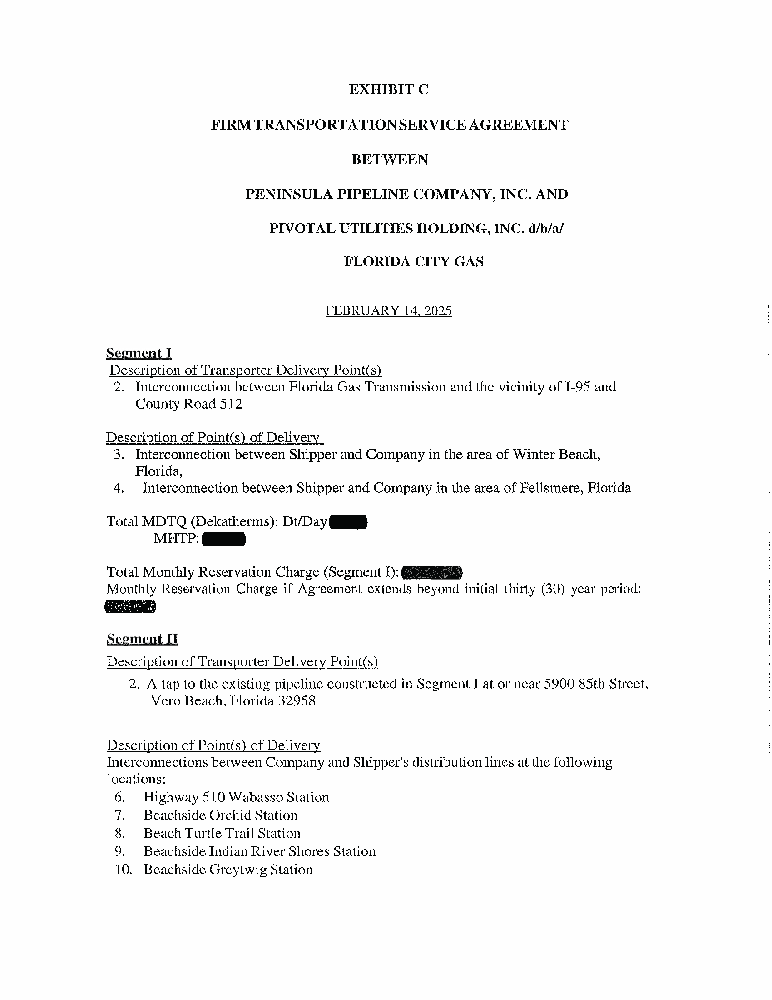 EXHIBIT C
FIRM TRANSPORTATION SERVICE AGREEMENT
BETWEEN
PENINSULA PIPELINE COMPANY, INC. AND
PIVOTAL UTILITIES HOLDING, INC. d/b/a/
FLORIDA CITY GAS
FEBRUARY 14, 2025
Segment I
Description of Transporter Delivery Point(s)
2. Interconnection between Florida Gas Transmission and the vicinity of I-95 and
County Road 512
Description of Point(s) of Delivery
3. Interconnection between Shipper and Company in the area of Winter Beach,
Florida,
4. Interconnection between Shipper and Company in the area of Fellsmere, Florida
Total MDTQ (Dekatherms): Dt/Day
MHTP:
Total Monthly Reservation Charge (Segment I):
Monthly Reservation Charge if Agreement extends beyond initial thirty (30) year period:
Segment II
Description of Transporter Delivery Point(s)
2. A tap to the existing pipeline constructed in Segment I at or near 5900 85th Street,
Vero Beach, Florida 32958
Description of Point(s) of Delivery
Interconnections between Company and Shipper's distribution lines at the following
locations:
6. Highway 510 Wabasso Station
7. Beachside Orchid Station
8. Beach Turtle Trail Station
9. Beachside Indian River Shores Station
10. Beachside Greytwig Station